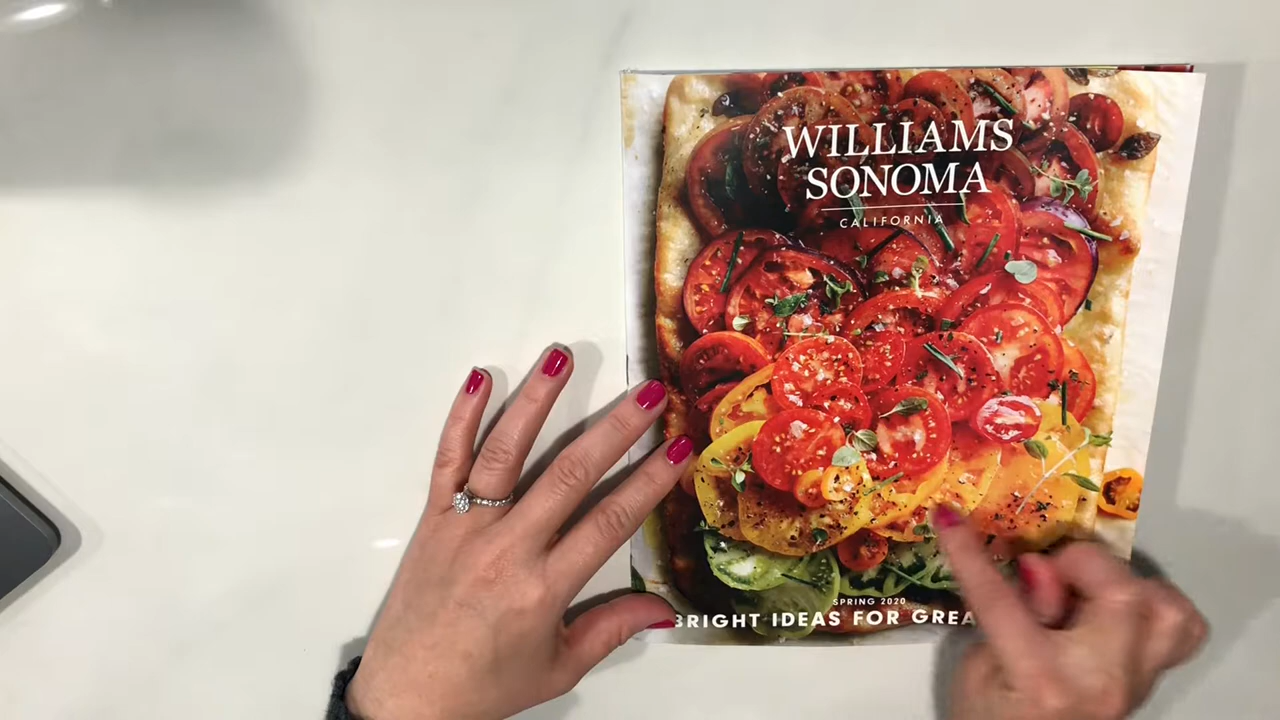 WILLIAMS
SONOMA
CALIFORNIA
SPRING 2020
BRIGHT IDEAS FOR